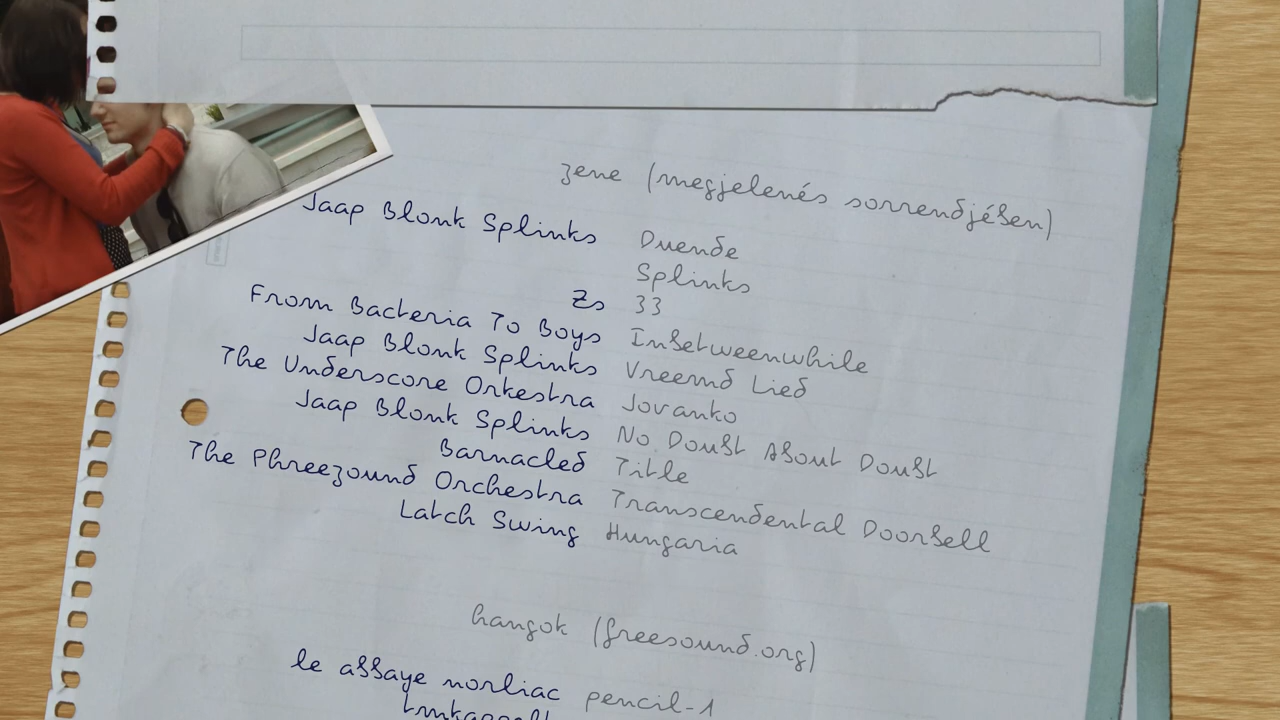 zene (megjelenés sorrendjében)
Jaap Blonk Splinks Duende
Splinks
Zs 33
From Bacteria To Boys Inbetweenwhile
Jaap Blonk Splinks Vreemd Lied
The Underscore Orkestra Jovanko
Jaap Blonk Splinks No Doubt About Doubt
Barnacled Title
The Phreezound Orchestra Transcendental Doorbell
Latch Swing Hungaria
hangok (freesound.org)
le abbaye norliac pencil-1